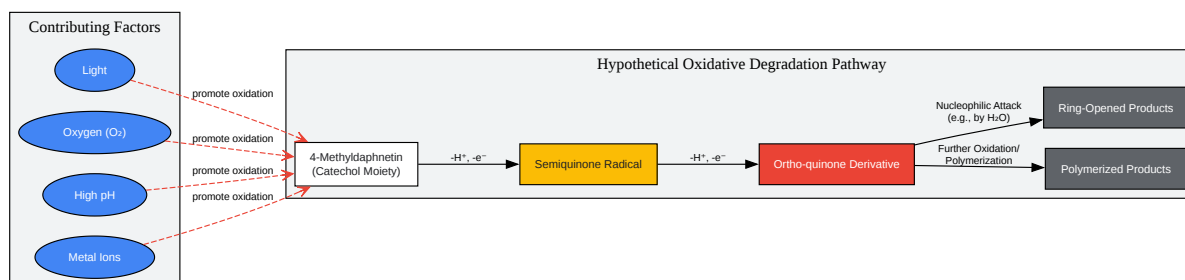 Contributing Factors
Light
Oxygen (O₂)
High pH
Metal Ions
promote oxidation
promote oxidation
promote oxidation
promote oxidation
Hypothetical Oxidative Degradation Pathway
4-Methyldaphnetin
(Catechol Moiety)
-H⁺, -e⁻
Semiquinone Radical
-H⁺, -e⁻
Ortho-quinone Derivative
Nucleophilic Attack
(e.g., by H₂O)
Further Oxidation/
Polymerization
Ring-Opened Products
Polymerized Products